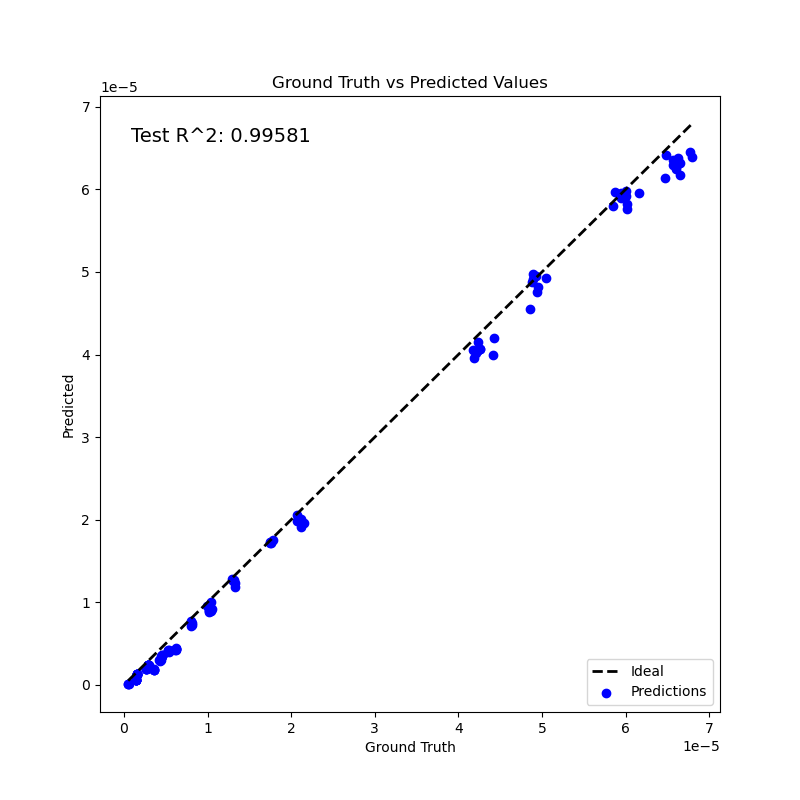 Ground Truth vs Predicted Values
1e−5
Test R^2: 0.99581
7
6
5
4
3
2
1
0
Predicted
Ideal
Predictions
0 1 2 3 4 5 6 7
Ground Truth
1e−5